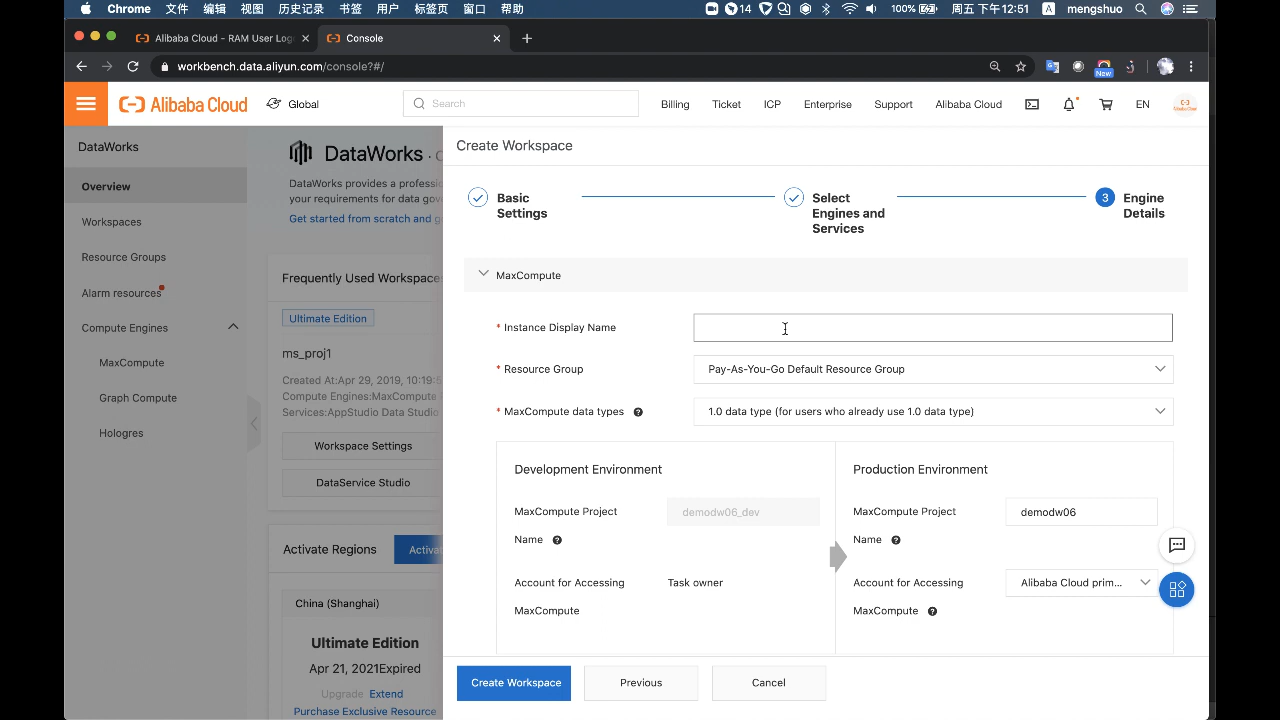 Chrome 文件 编辑 视图 历史记录 书签 用户 标签页 窗口 帮助 14 100% 周五 下午 12:51 A mengshuo
Alibaba Cloud - RAM User Log
Console
workbench.data.aliyun.com/console?#/
New
Alibaba Cloud Global Search Billing Ticket ICP Enterprise Support Alibaba Cloud EN
DataWorks
Overview
Workspaces
Resource Groups
Alarm resources
Compute Engines
MaxCompute
Graph Compute
Hologres
DataWorks ·
DataWorks provides a profess
your requirements for data gov
Get started from scratch and g
Frequently Used Workspace
Ultimate Edition
ms_proj1
Created At:Apr 29, 2019, 10:19:5
Compute Engines:MaxCompute
Services:AppStudio Data Studio
Workspace Settings
DataService Studio
Activate Regions
Activa
China (Shanghai)
Ultimate Edition
Apr 21, 2021Expired
Upgrade Extend
Purchase Exclusive Resource
Create Workspace
Basic
Settings
Select
Engines and
Services
3
Engine
Details
MaxCompute
* Instance Display Name
* Resource Group Pay-As-You-Go Default Resource Group
* MaxCompute data types ? 1.0 data type (for users who already use 1.0 data type)
Development Environment
MaxCompute Project
Name ?
demodw06_dev
Account for Accessing
MaxCompute
Task owner
Production Environment
MaxCompute Project
Name ?
demodw06
Account for Accessing
MaxCompute ?
Alibaba Cloud prim...
Create Workspace Previous Cancel